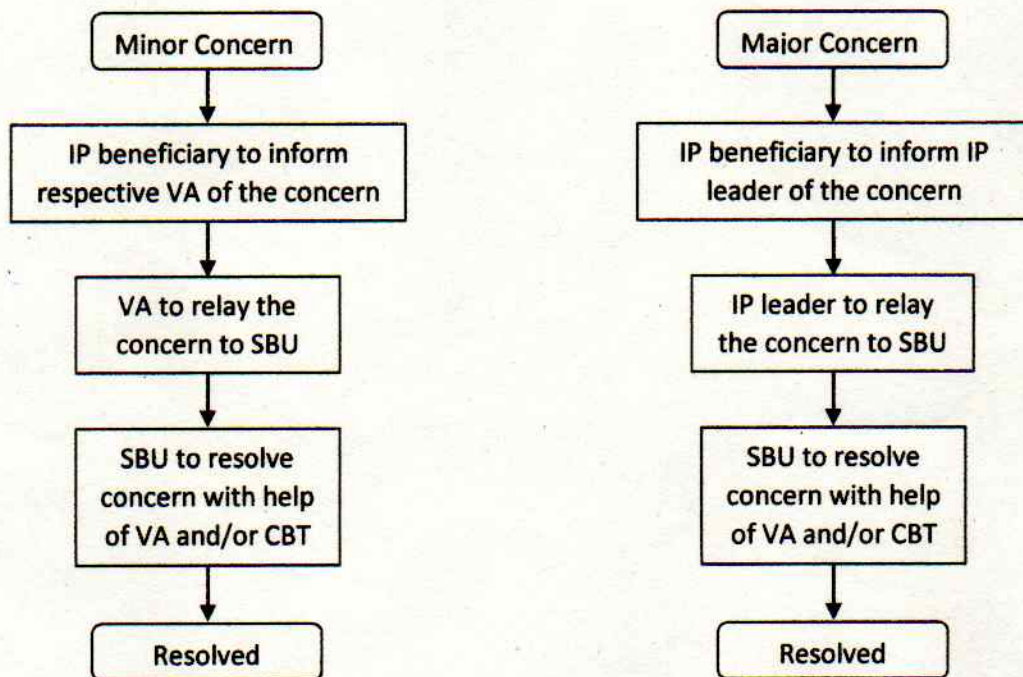 Minor Concern
IP beneficiary to inform
respective VA of the concern
VA to relay the
concern to SBU
SBU to resolve
concern with help
of VA and/or CBT
Resolved
Major Concern
IP beneficiary to inform IP
leader of the concern
IP leader to relay
the concern to SBU
SBU to resolve
concern with help
of VA and/or CBT
Resolved